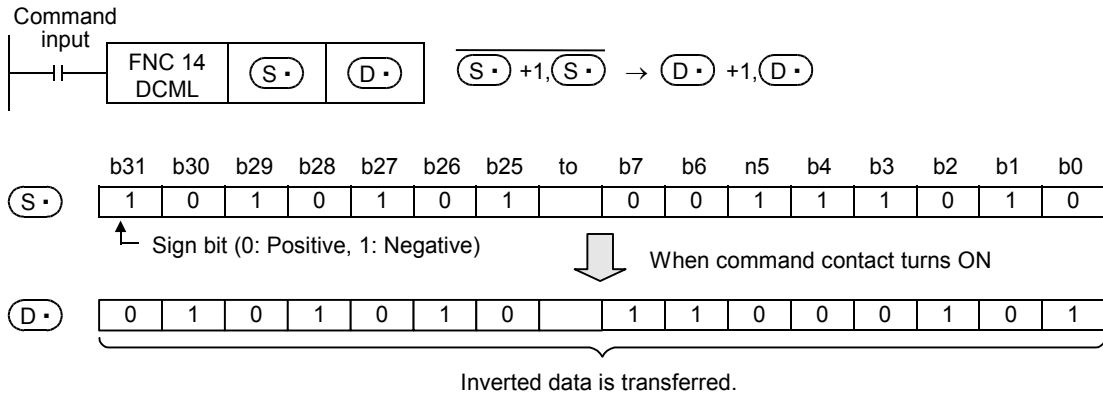 Command
input
FNC 14
DCML
S· D· S· +1, S· → D· +1, D·
b31 b30 b29 b28 b27 b26 b25 to b7 b6 n5 b4 b3 b2 b1 b0
S· 1 0 1 0 1 0 1 0 0 1 1 1 0 1 0
Sign bit (0: Positive, 1: Negative)
When command contact turns ON
D· 0 1 0 1 0 1 0 1 1 0 0 0 1 0 1
Inverted data is transferred.